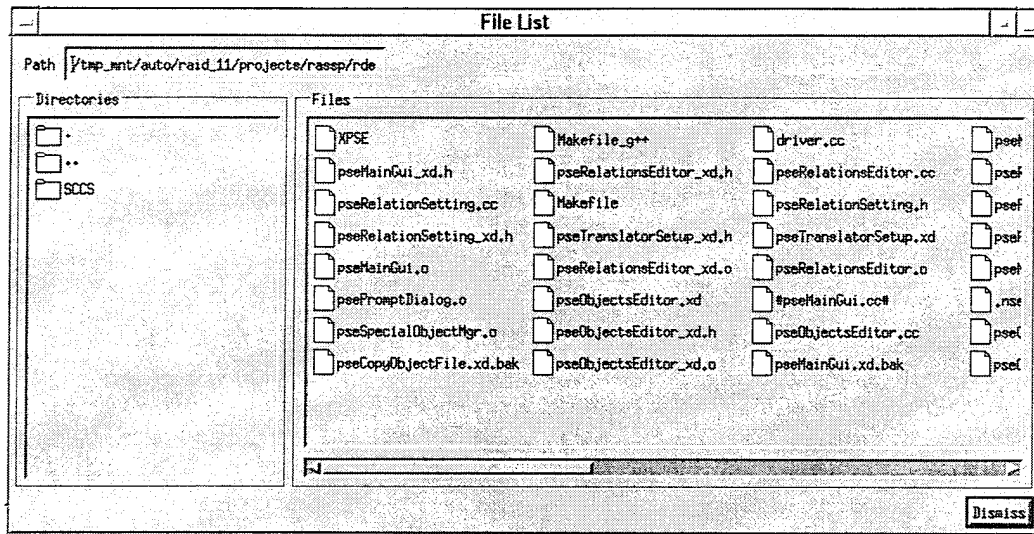 File List
Path /tmp_mnt/auto/raid_11/projects/rassp/rde
Directories
.
..
SCCS
Files
XPSE Makefile_g++ driver.cc
pseMainGui_xd.h pseRelationsEditor_xd.h pseRelationsEditor.cc
pseRelationSetting.cc Makefile pseRelationSetting.h
pseRelationSetting_xd.h pseTranslatorSetup_xd.h pseTranslatorSetup.xd
pseMainGui.o pseRelationsEditor_xd.o pseRelationsEditor.o
psePromptDialog.o pseObjectsEditor.xd #pseMainGui.cc# .nse
pseSpecialObjectMgr.o pseObjectsEditor_xd.h pseObjectsEditor.cc
pseCopyObjectFile.xd.bak pseObjectsEditor_xd.o pseMainGui.xd.bak
Dismiss